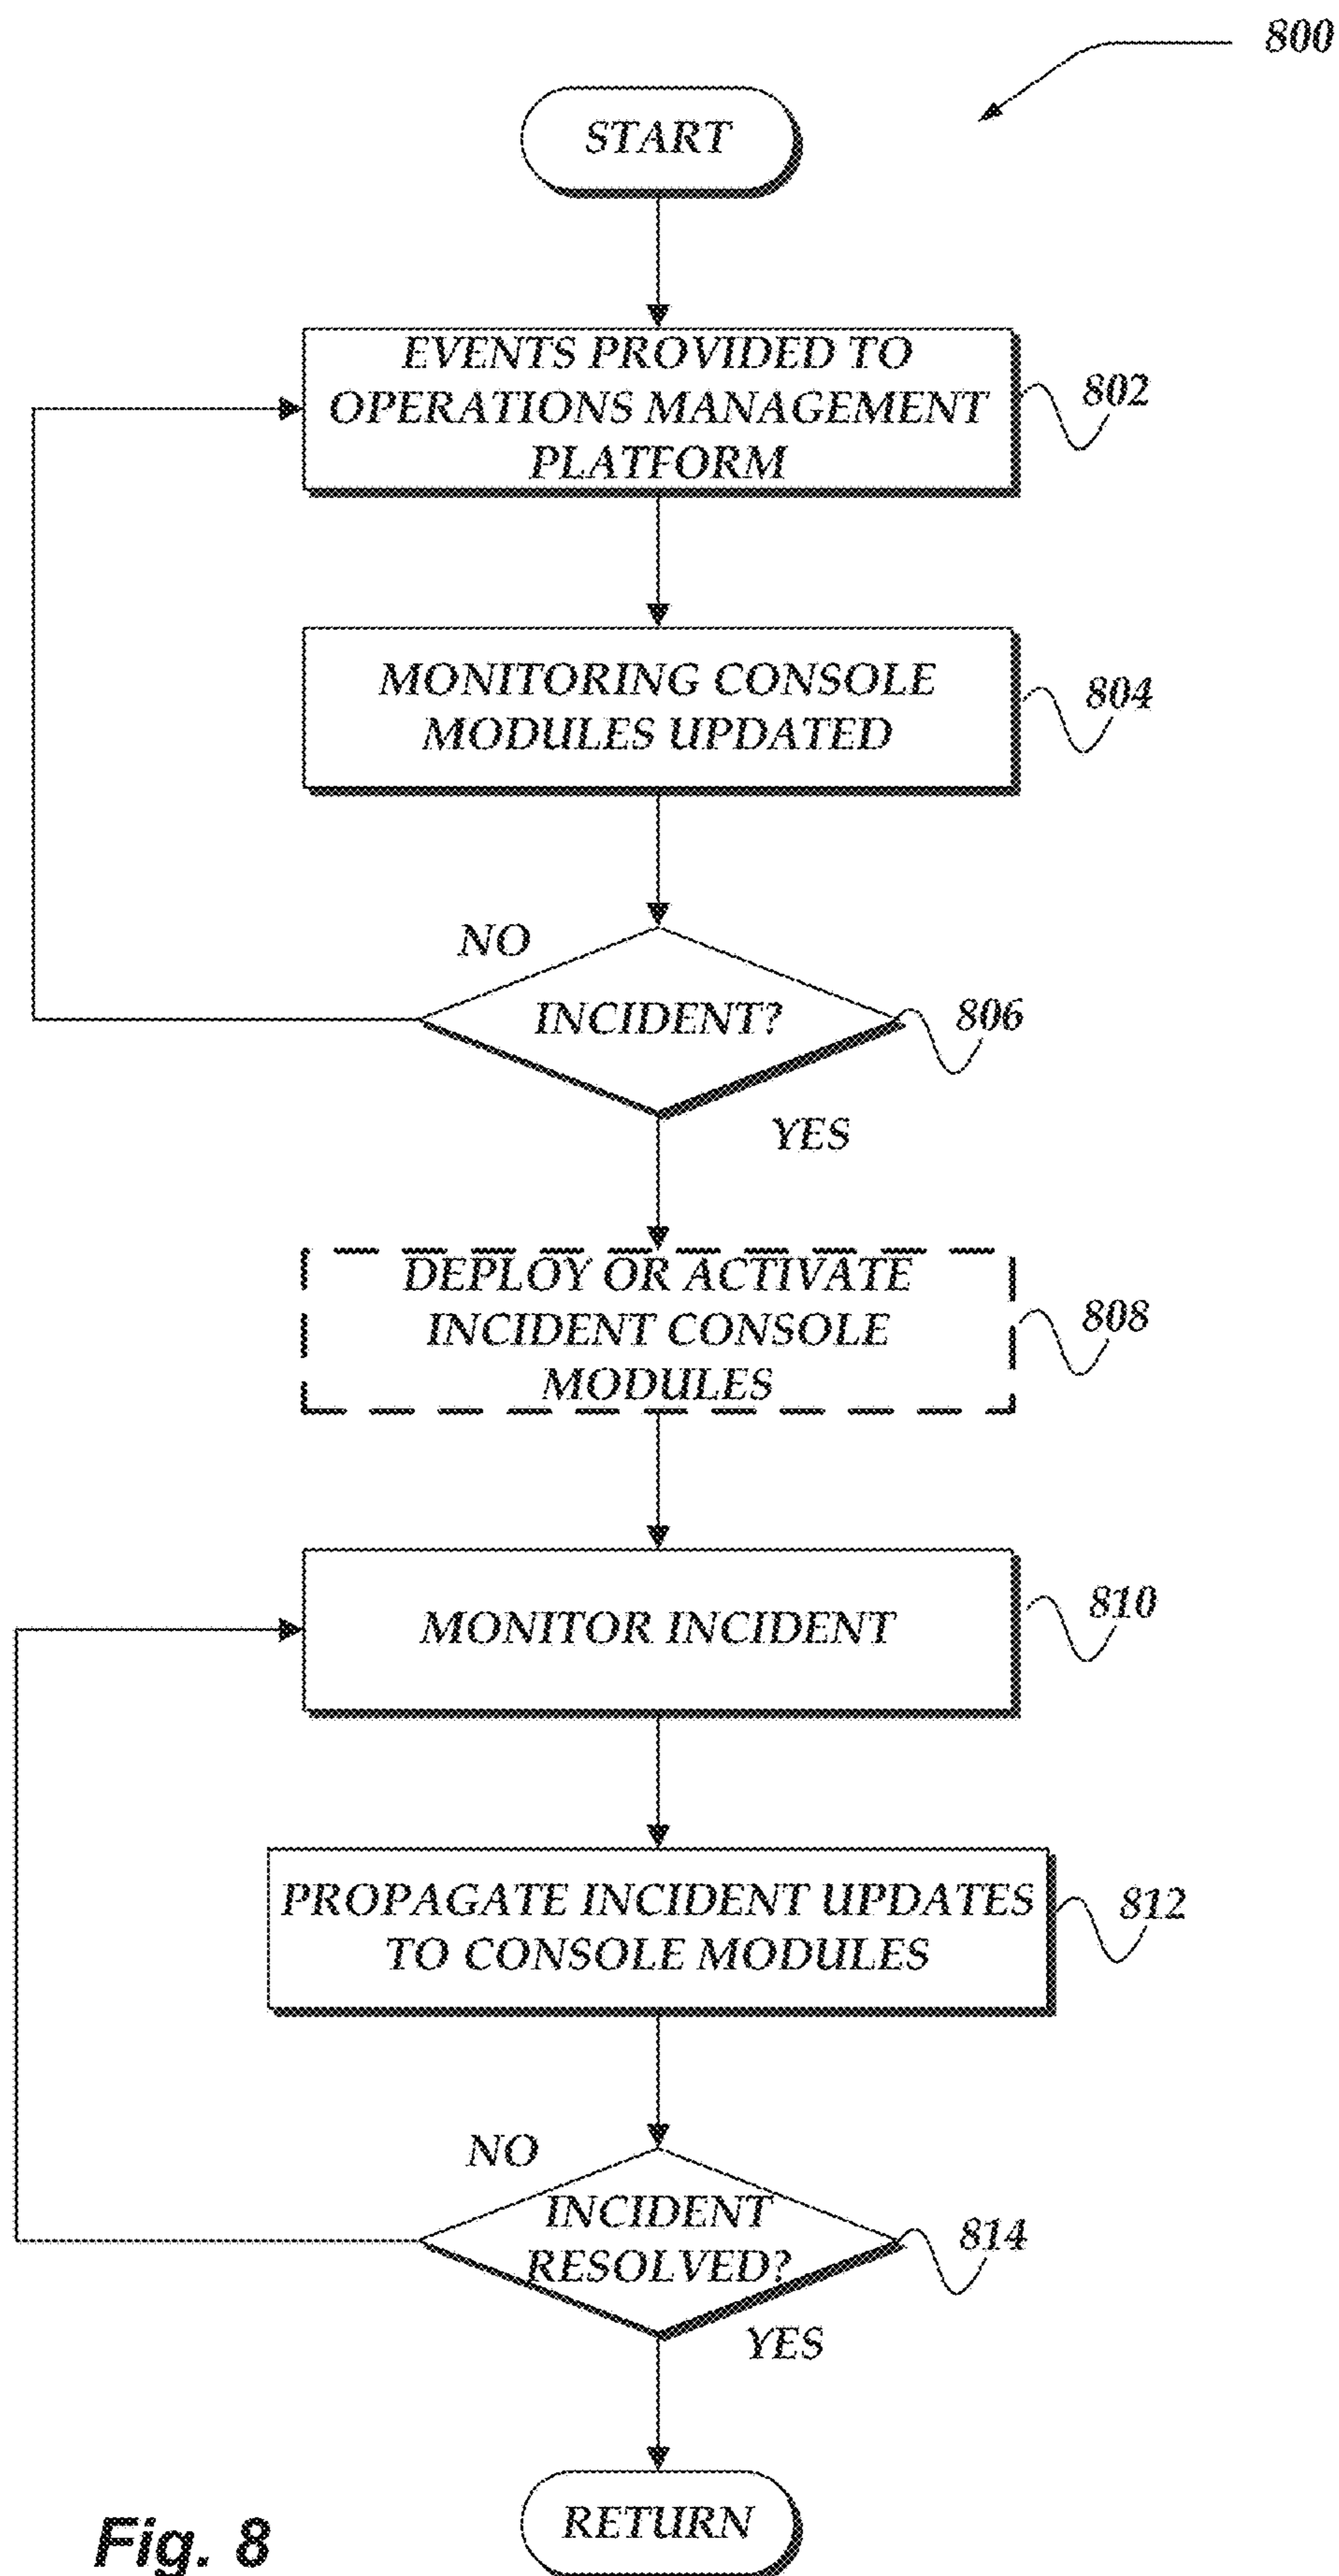 800
START
EVENTS PROVIDED TO
OPERATIONS MANAGEMENT
PLATFORM
802
MONITORING CONSOLE
MODULES UPDATED
804
NO
INCIDENT?
806
YES
DEPLOY OR ACTIVATE
INCIDENT CONSOLE
MODULES
808
MONITOR INCIDENT
810
PROPAGATE INCIDENT UPDATES
TO CONSOLE MODULES
812
NO
INCIDENT
RESOLVED?
814
YES
RETURN
Fig. 8